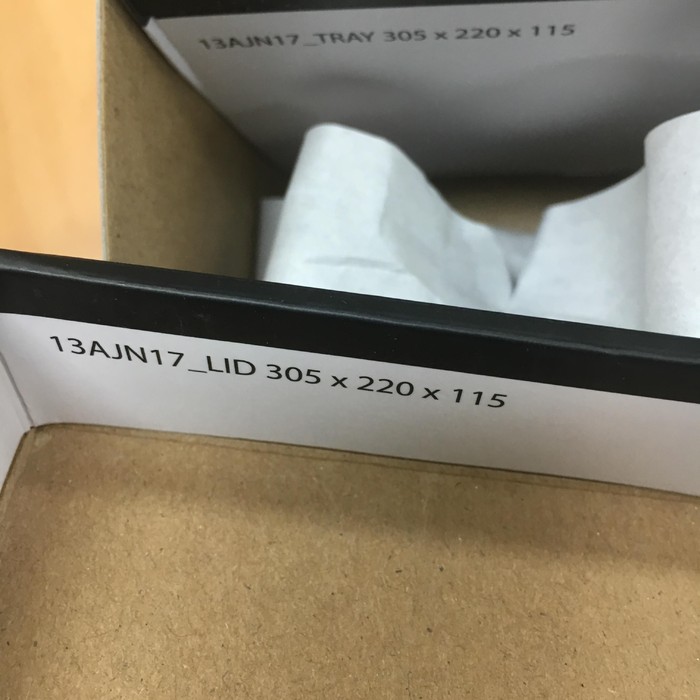 13AJN17_TRAY 305 x 220 x 115
13AJN17_LID 305 x 220 x 115